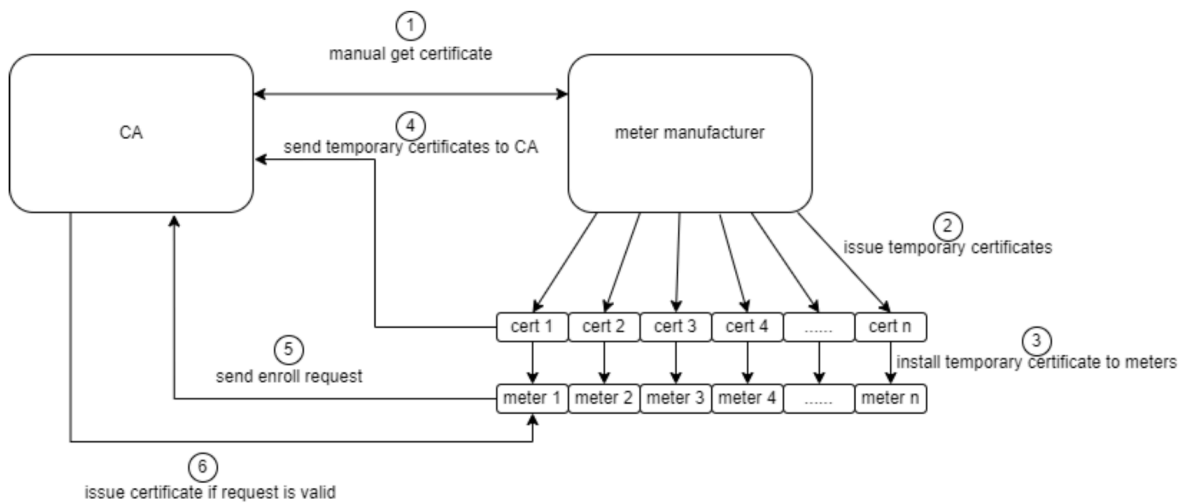 1
manual get certificate
CA
meter manufacturer
4
send temporary certificates to CA
2
issue temporary certificates
cert 1 cert 2 cert 3 cert 4 ...... cert n
3
install temporary certificate to meters
5
send enroll request
meter 1 meter 2 meter 3 meter 4 ...... meter n
6
issue certificate if request is valid